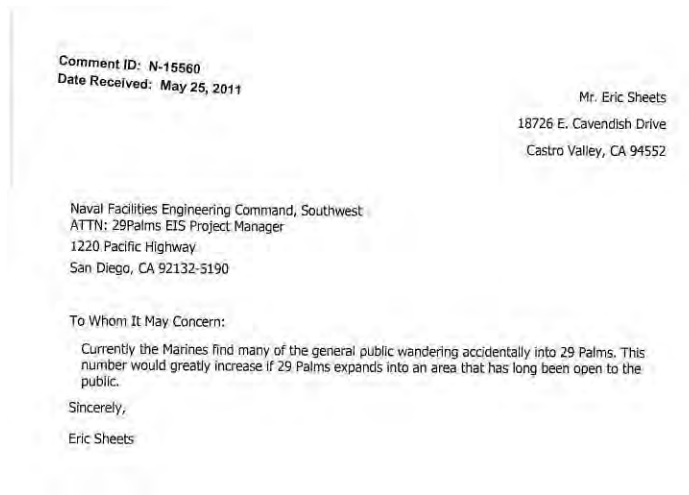 Comment ID: N-15560
Date Received: May 25, 2011
Mr. Eric Sheets
18726 E. Cavendish Drive
Castro Valley, CA 94552
Naval Facilities Engineering Command, Southwest
ATTN: 29Palms EIS Project Manager
1220 Pacific Highway
San Diego, CA 92132-5190
To Whom It May Concern:
Currently the Marines find many of the general public wandering accidentally into 29 Palms. This
number would greatly increase if 29 Palms expands into an area that has long been open to the
public.
Sincerely,
Eric Sheets